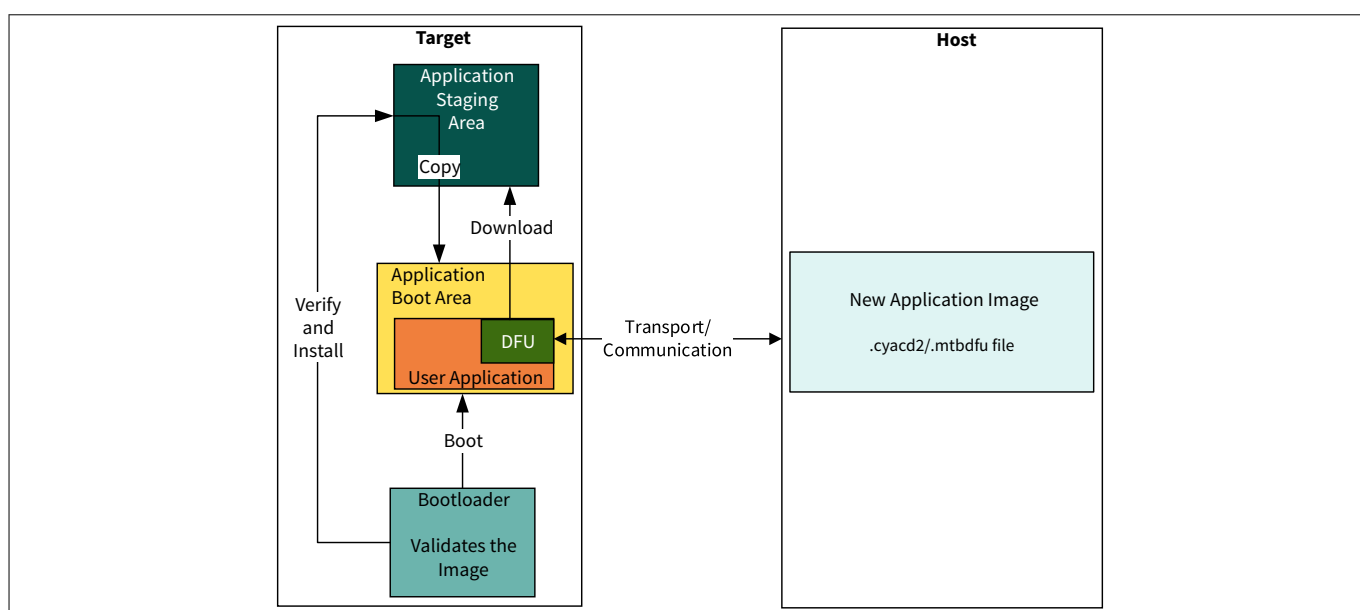 Target
Application
Staging
Area
Copy
Download
Application
Boot Area
DFU
User Application
Verify
and
Install
Boot
Bootloader
Validates the
Image
Transport/
Communication
Host
New Application Image
.cyacd2/.mtbdfu file